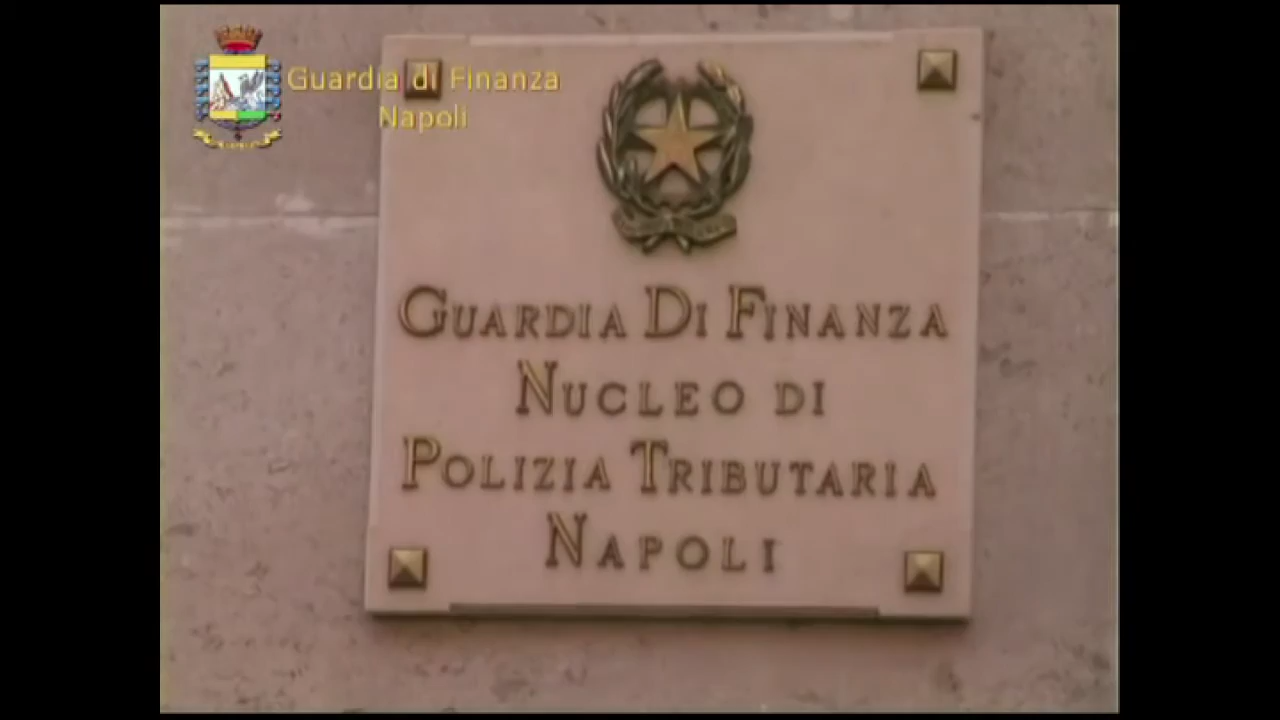 Guardia di Finanza
Napoli
GUARDIA DI FINANZA
NUCLEO DI
POLIZIA TRIBUTARIA
NAPOLI